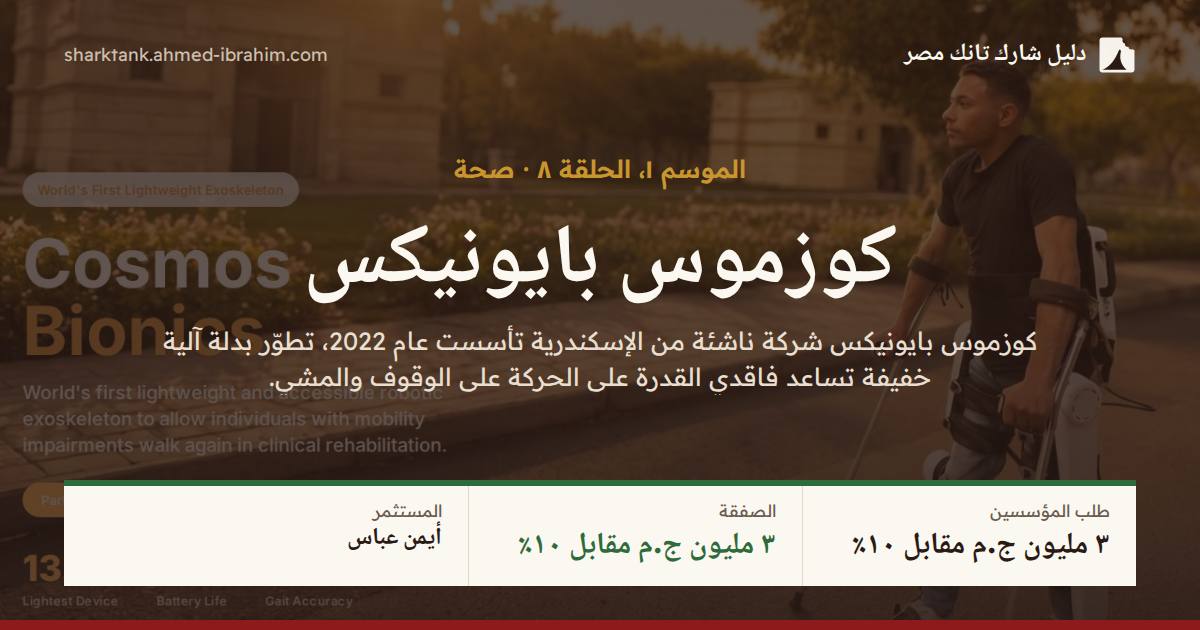 دليل شارك تانك مصر
sharktank.ahmed-ibrahim.com
الموسم ١، الحلقة ٨ · صحة
كوزموس بايونيكس
كوزموس بايونيكس شركة ناشئة من الإسكندرية تأسست عام 2022، تطوّر بدلة آلية
خفيفة تساعد فاقدي القدرة على الحركة على الوقوف والمشي.
World's First Lightweight Exoskeleton
Cosmos
Bionics
World's first lightweight and accessible robotic
exoskeleton to allow individuals with mobility
impairments walk again in clinical rehabilitation.
طلب المؤسسين
٣ مليون ج.م مقابل ١٠٪
الصفقة
٣ مليون ج.م مقابل ١٠٪
المستثمر
أيمن عباس
13
Lightest Device
Battery Life
Gait Accuracy